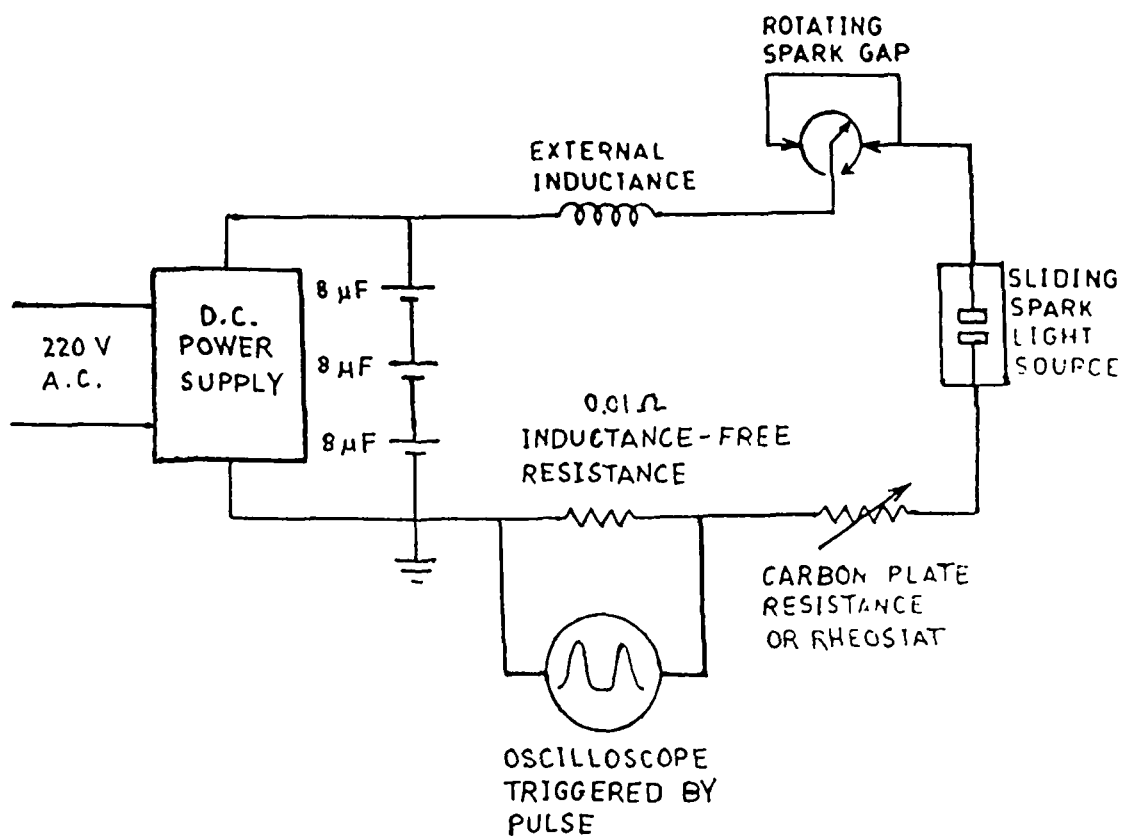 ROTATING
SPARK GAP
EXTERNAL
INDUCTANCE
8 µF
8 µF
8 µF
D.C.
POWER
SUPPLY
220 V
A.C.
SLIDING
SPARK
LIGHT
SOURCE
0.01 Ω
INDUCTANCE-FREE
RESISTANCE
CARBON PLATE
RESISTANCE
OR RHEOSTAT
OSCILLOSCOPE
TRIGGERED BY
PULSE